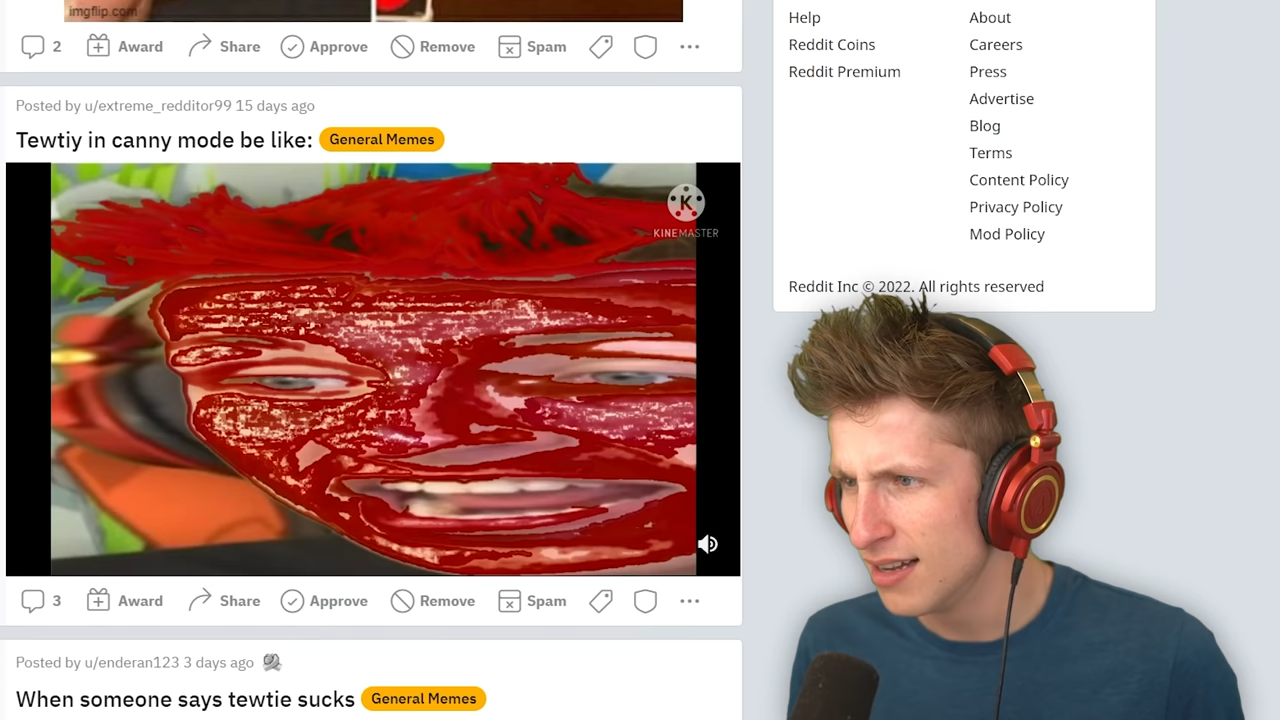 imgflip.com
2 Award Share Approve Remove Spam
Posted by u/extreme_redditor99 15 days ago
Tewtiy in canny mode be like: General Memes
K
KINEMASTER
3 Award Share Approve Remove Spam
Posted by u/enderan123 3 days ago
When someone says tewtie sucks General Memes
Help
Reddit Coins
Reddit Premium
About
Careers
Press
Advertise
Blog
Terms
Content Policy
Privacy Policy
Mod Policy
Reddit Inc © 2022. All rights reserved